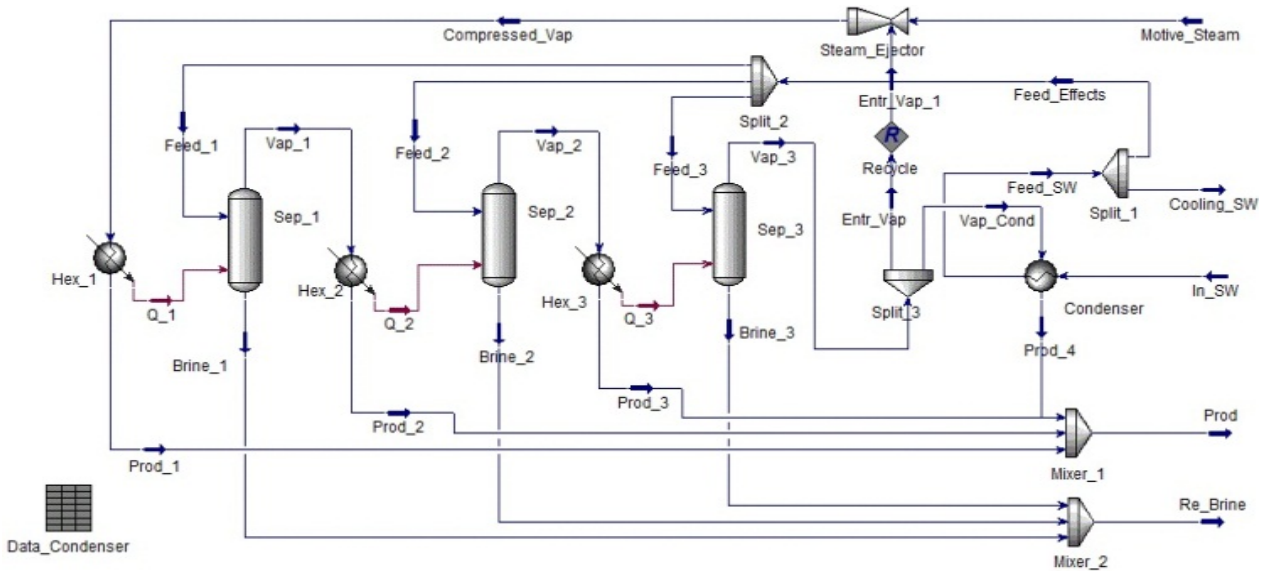 Compressed_Vap
Steam_Ejector
Motive_Steam
Feed_1
Vap_1
Feed_2
Vap_2
Feed_3
Split_2
Vap_3
Entr_Vap_1
Feed_Effects
R
Recycle
Feed_SW
Split_1
Cooling_SW
Sep_1
Sep_2
Sep_3
Entr_Vap
Vap_Cond
Hex_1
Q_1
Hex_2
Q_2
Hex_3
Q_3
Split_3
Condenser
In_SW
Brine_1
Brine_2
Brine_3
Prod_4
Prod_1
Prod_2
Prod_3
Prod
Mixer_1
Re_Brine
Mixer_2
Data_Condenser